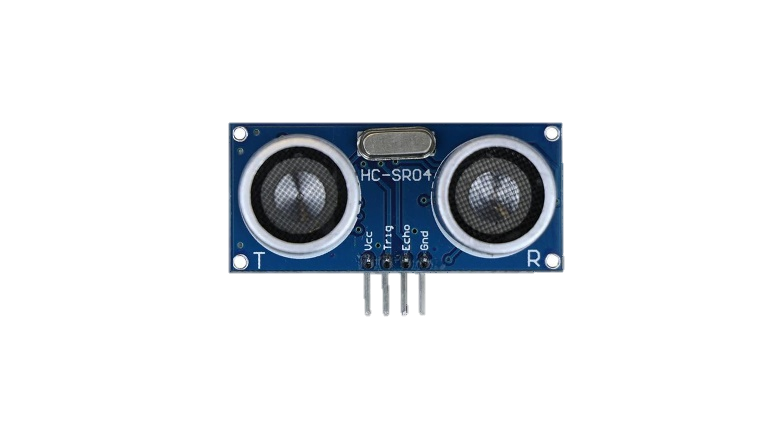 HC-SR04
Vcc
Trig
Echo
Gnd
T
R